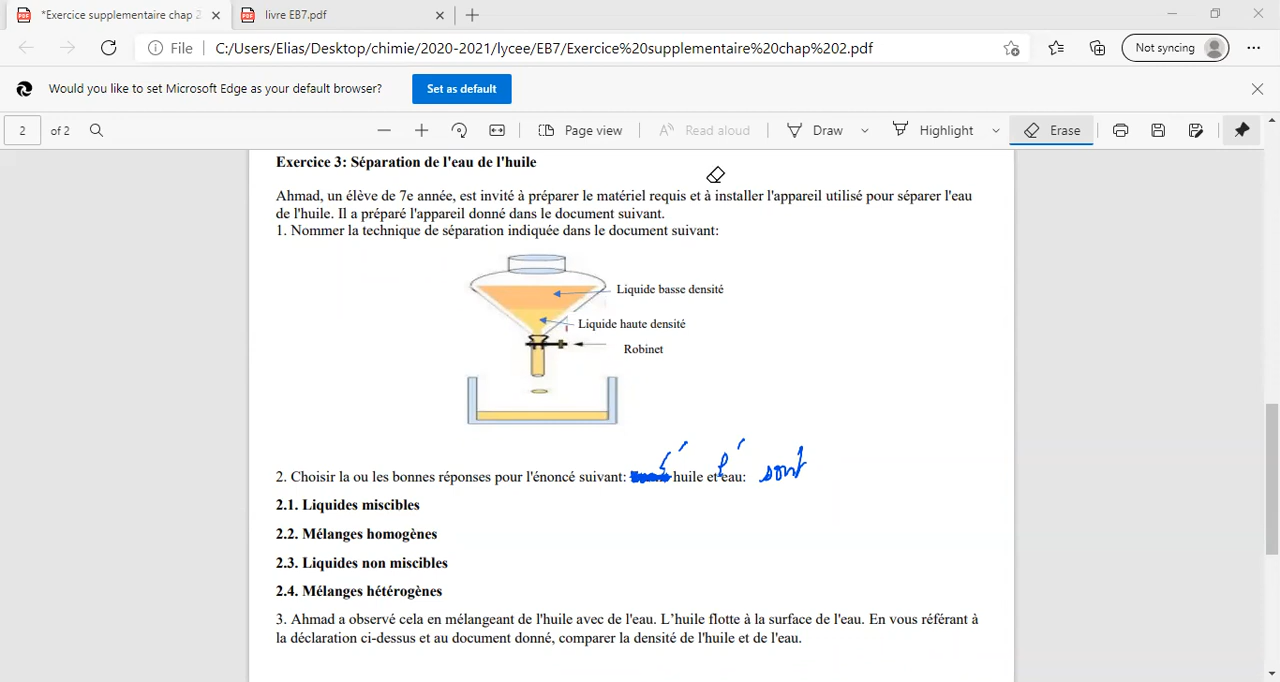 *Exercice supplementaire chap 2.
livre EB7.pdf
File
C:/Users/Elias/Desktop/chimie/2020-2021/lycee/EB7/Exercice%20supplementaire%20chap%202.pdf
Not syncing
Would you like to set Microsoft Edge as your default browser?
Set as default
2 of 2
Page view
Read aloud
Draw
Highlight
Erase
Exercice 3: Séparation de l'eau de l'huile
Ahmad, un élève de 7e année, est invité à préparer le matériel requis et à installer l'appareil utilisé pour séparer l'eau
de l'huile. Il a préparé l'appareil donné dans le document suivant.
1. Nommer la technique de séparation indiquée dans le document suivant:
Liquide basse densité
Liquide haute densité
Robinet
2. Choisir la ou les bonnes réponses pour l'énoncé suivant: l' huile et l' eau: sont
2.1. Liquides miscibles
2.2. Mélanges homogènes
2.3. Liquides non miscibles
2.4. Mélanges hétérogènes
3. Ahmad a observé cela en mélangeant de l'huile avec de l'eau. L'huile flotte à la surface de l'eau. En vous référant à
la déclaration ci-dessus et au document donné, comparer la densité de l'huile et de l'eau.